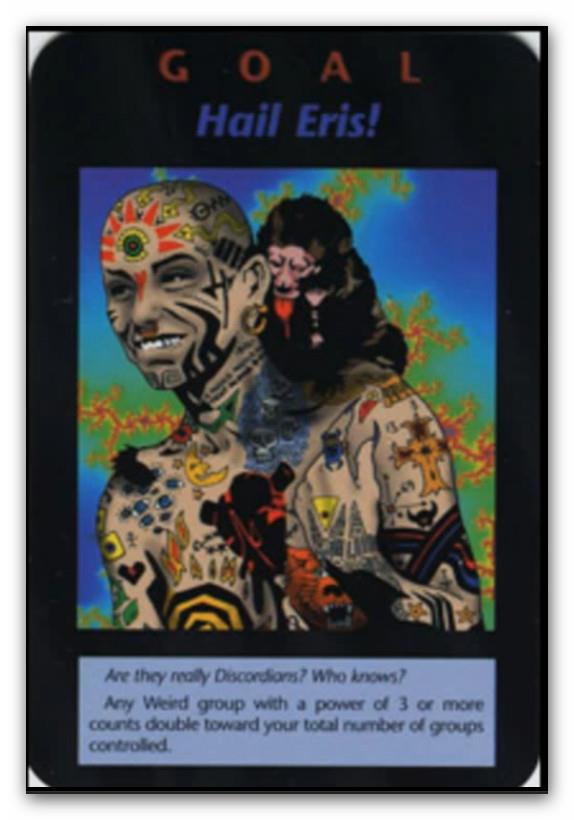 GOAL
Hail Eris!
Are they really Discordians? Who knows?
Any Weird group with a power of 3 or more
counts double toward your total number of groups
controlled.